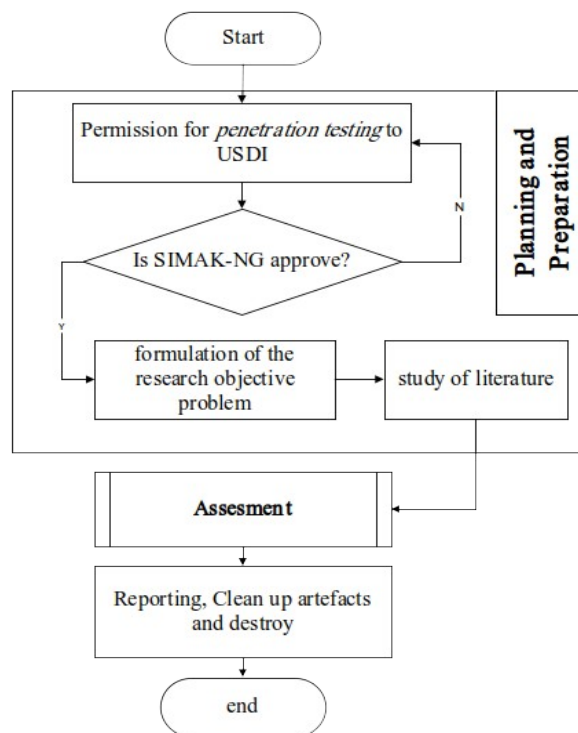 Start
Permission for penetration testing to
USDI
Planning and
Preparation
N
Is SIMAK-NG approve?
Y
formulation of the
research objective
problem
study of literature
Assesment
Reporting, Clean up artefacts
and destroy
end